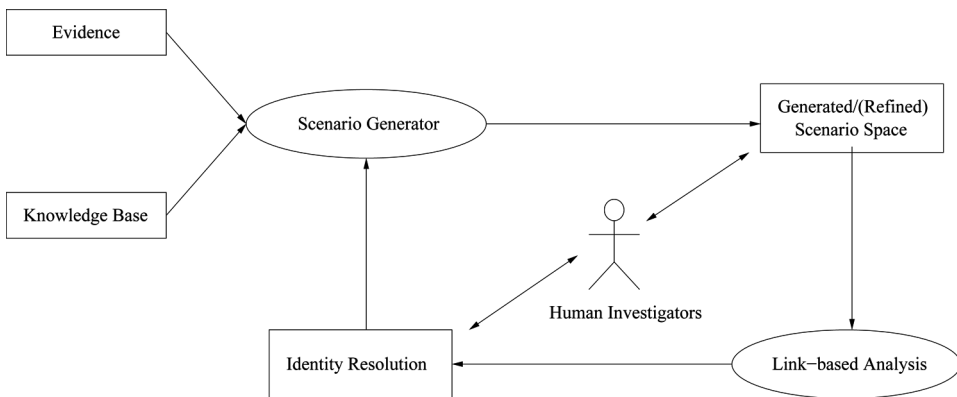 Evidence
Scenario Generator
Generated/(Refined)
Scenario Space
Knowledge Base
Human Investigators
Identity Resolution
Link−based Analysis